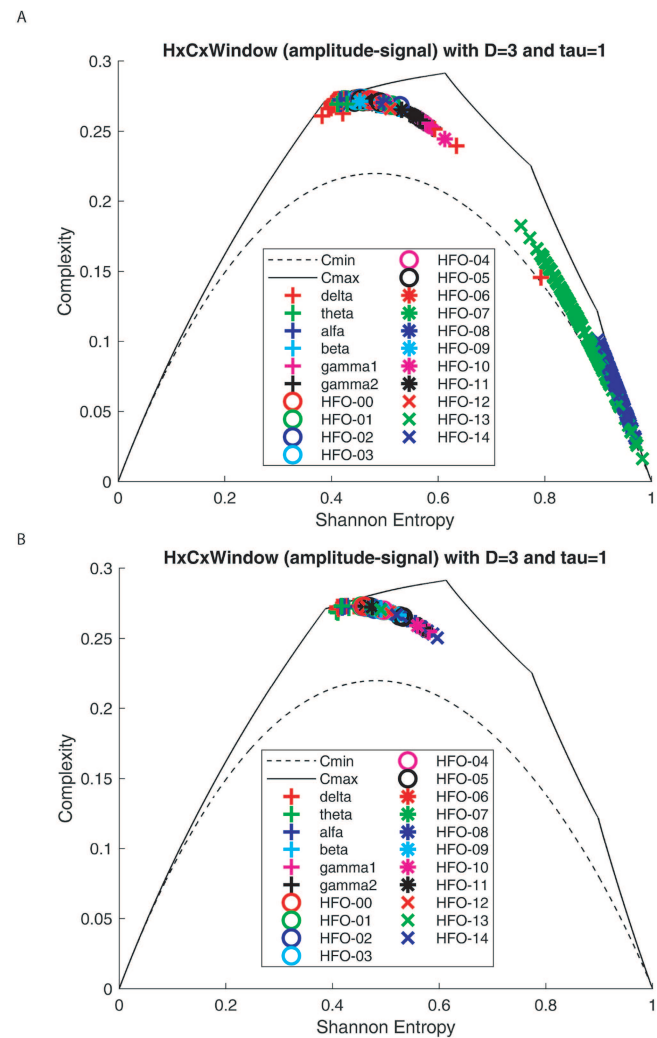 A
HxCxWindow (amplitude-signal) with D=3 and tau=1
0.3
0.25
0.2
0.15
0.1
0.05
0
Complexity
Cmin
Cmax
delta
theta
alfa
beta
gamma1
gamma2
HFO-00
HFO-01
HFO-02
HFO-03
HFO-04
HFO-05
HFO-06
HFO-07
HFO-08
HFO-09
HFO-10
HFO-11
HFO-12
HFO-13
HFO-14
0 0.2 0.4 0.6 0.8 1
Shannon Entropy
B
HxCxWindow (amplitude-signal) with D=3 and tau=1
0.3
0.25
0.2
0.15
0.1
0.05
0
Complexity
Cmin
Cmax
delta
theta
alfa
beta
gamma1
gamma2
HFO-00
HFO-01
HFO-02
HFO-03
HFO-04
HFO-05
HFO-06
HFO-07
HFO-08
HFO-09
HFO-10
HFO-11
HFO-12
HFO-13
HFO-14
0 0.2 0.4 0.6 0.8 1
Shannon Entropy